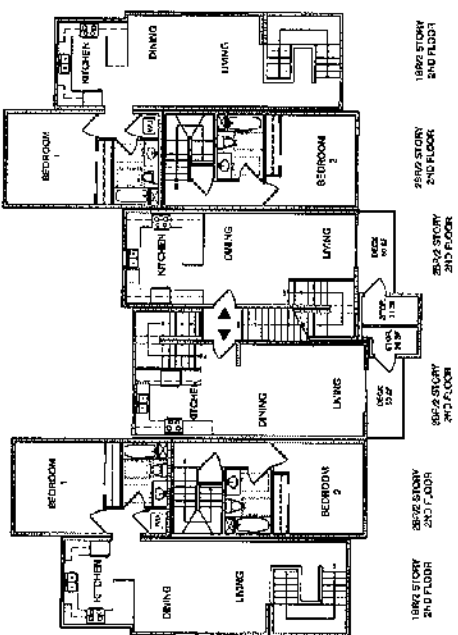 KITCHEN
DINING
LIVING
1BR/2 STORY
2ND FLOOR
BEDROOM
1
BEDROOM
2
2BR/2 STORY
2ND FLOOR
KITCHEN
DINING
LIVING
DECK
2BR/2 STORY
2ND FLOOR
KITCHEN
DINING
LIVING
DECK
2BR/2 STORY
2ND FLOOR
BEDROOM
1
BEDROOM
2
2BR/2 STORY
2ND FLOOR
KITCHEN
DINING
LIVING
1BR/2 STORY
2ND FLOOR